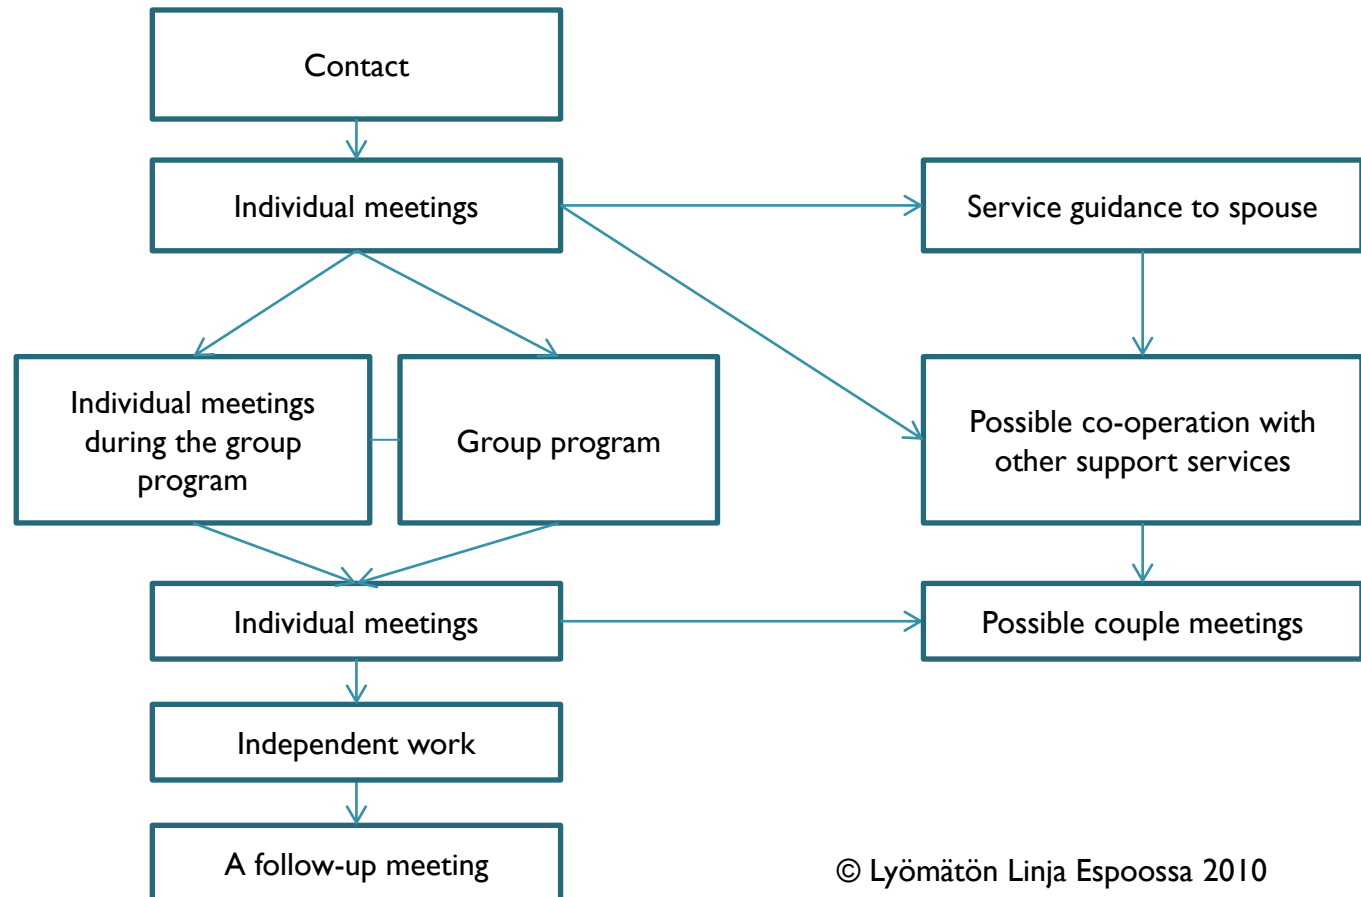 Contact
Individual meetings
Service guidance to spouse
Individual meetings
during the group
program
Group program
Possible co-operation with
other support services
Individual meetings
Possible couple meetings
Independent work
A follow-up meeting
© Lyömätön Linja Espoossa 2010